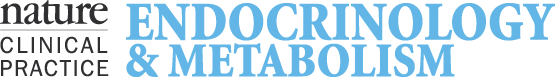 nature
CLINICAL
PRACTICE
ENDOCRINOLOGY
& METABOLISM